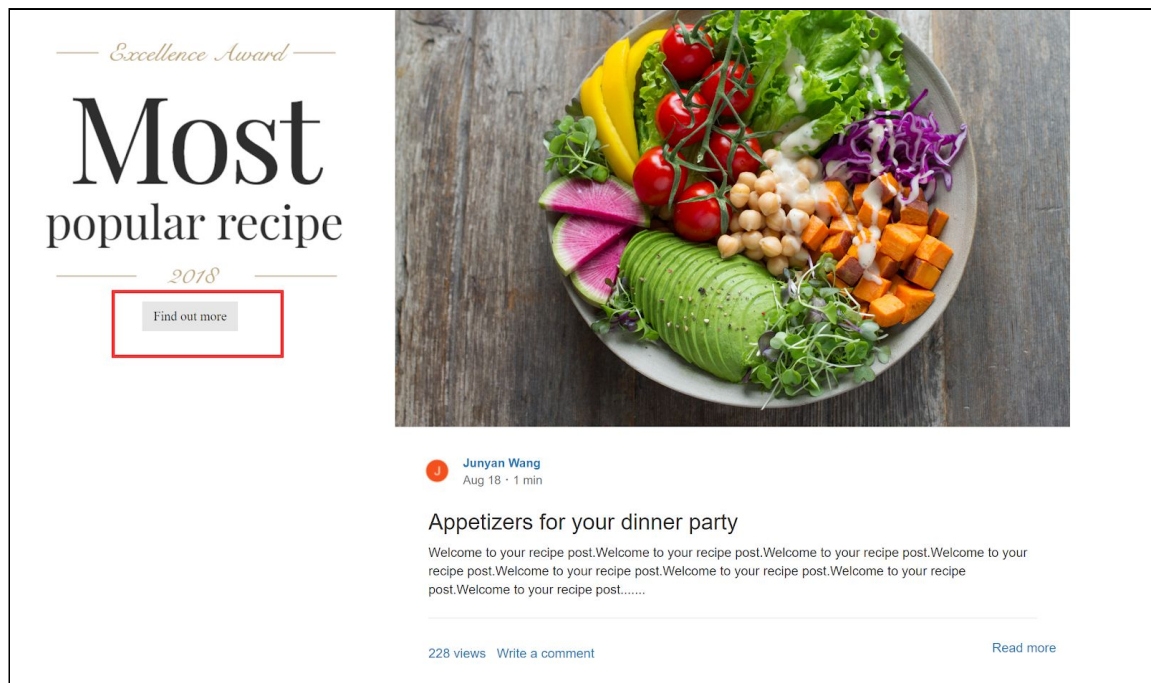 Excellence Award
Most
popular recipe
2018
Find out more
J
Junyan Wang
Aug 18 · 1 min
Appetizers for your dinner party
Welcome to your recipe post.Welcome to your recipe post.Welcome to your recipe post.Welcome to your
recipe post.Welcome to your recipe post.Welcome to your recipe post.Welcome to your recipe
post.Welcome to your recipe post.......
228 views Write a comment
Read more